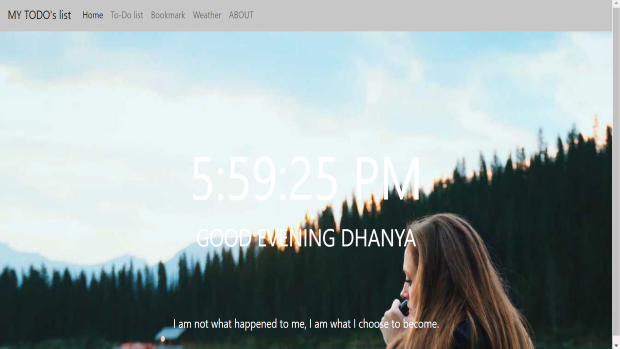 MY TODO's list Home To-Do list Bookmark Weather ABOUT
5:59:25 PM
GOOD EVENING DHANYA
I am not what happened to me, I am what I choose to become.